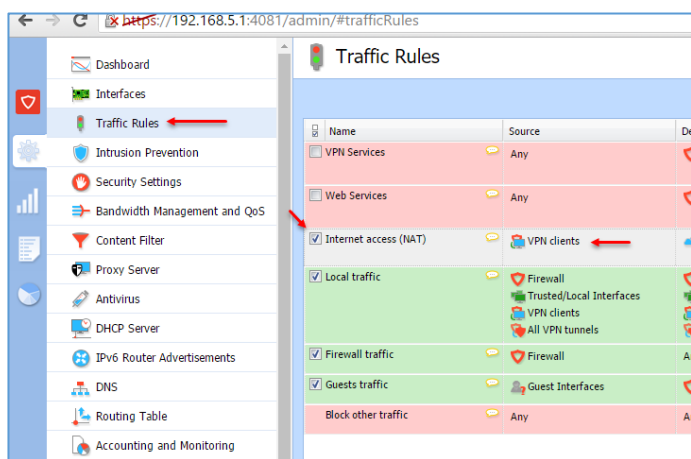 https://192.168.5.1:4081/admin/#trafficRules
Dashboard
Interfaces
Traffic Rules
Intrusion Prevention
Security Settings
Bandwidth Management and QoS
Content Filter
Proxy Server
Antivirus
DHCP Server
IPv6 Router Advertisements
DNS
Routing Table
Accounting and Monitoring
Traffic Rules
Name Source De
VPN Services Any
Web Services Any
Internet access (NAT) VPN clients
Local traffic Firewall
Trusted/Local Interfaces
VPN clients
All VPN tunnels
Firewall traffic Firewall A
Guests traffic Guest Interfaces
Block other traffic Any A